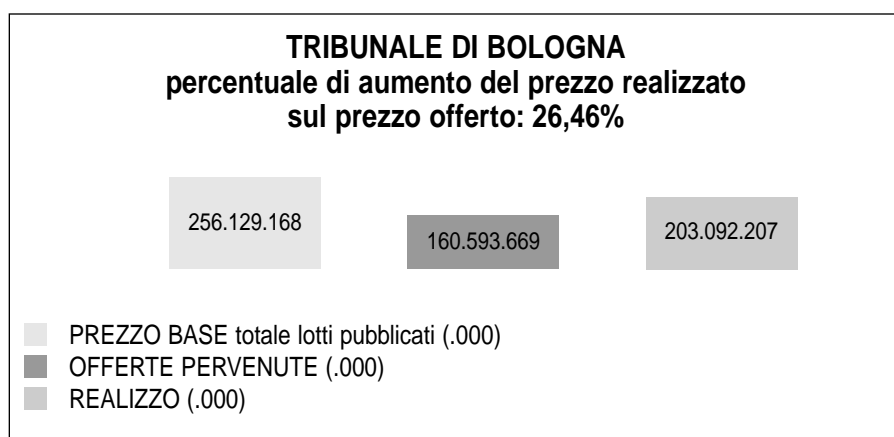 TRIBUNALE DI BOLOGNA
percentuale di aumento del prezzo realizzato
sul prezzo offerto: 26,46%
256.129.168
160.593.669
203.092.207
PREZZO BASE totale lotti pubblicati (.000)
OFFERTE PERVENUTE (.000)
REALIZZO (.000)